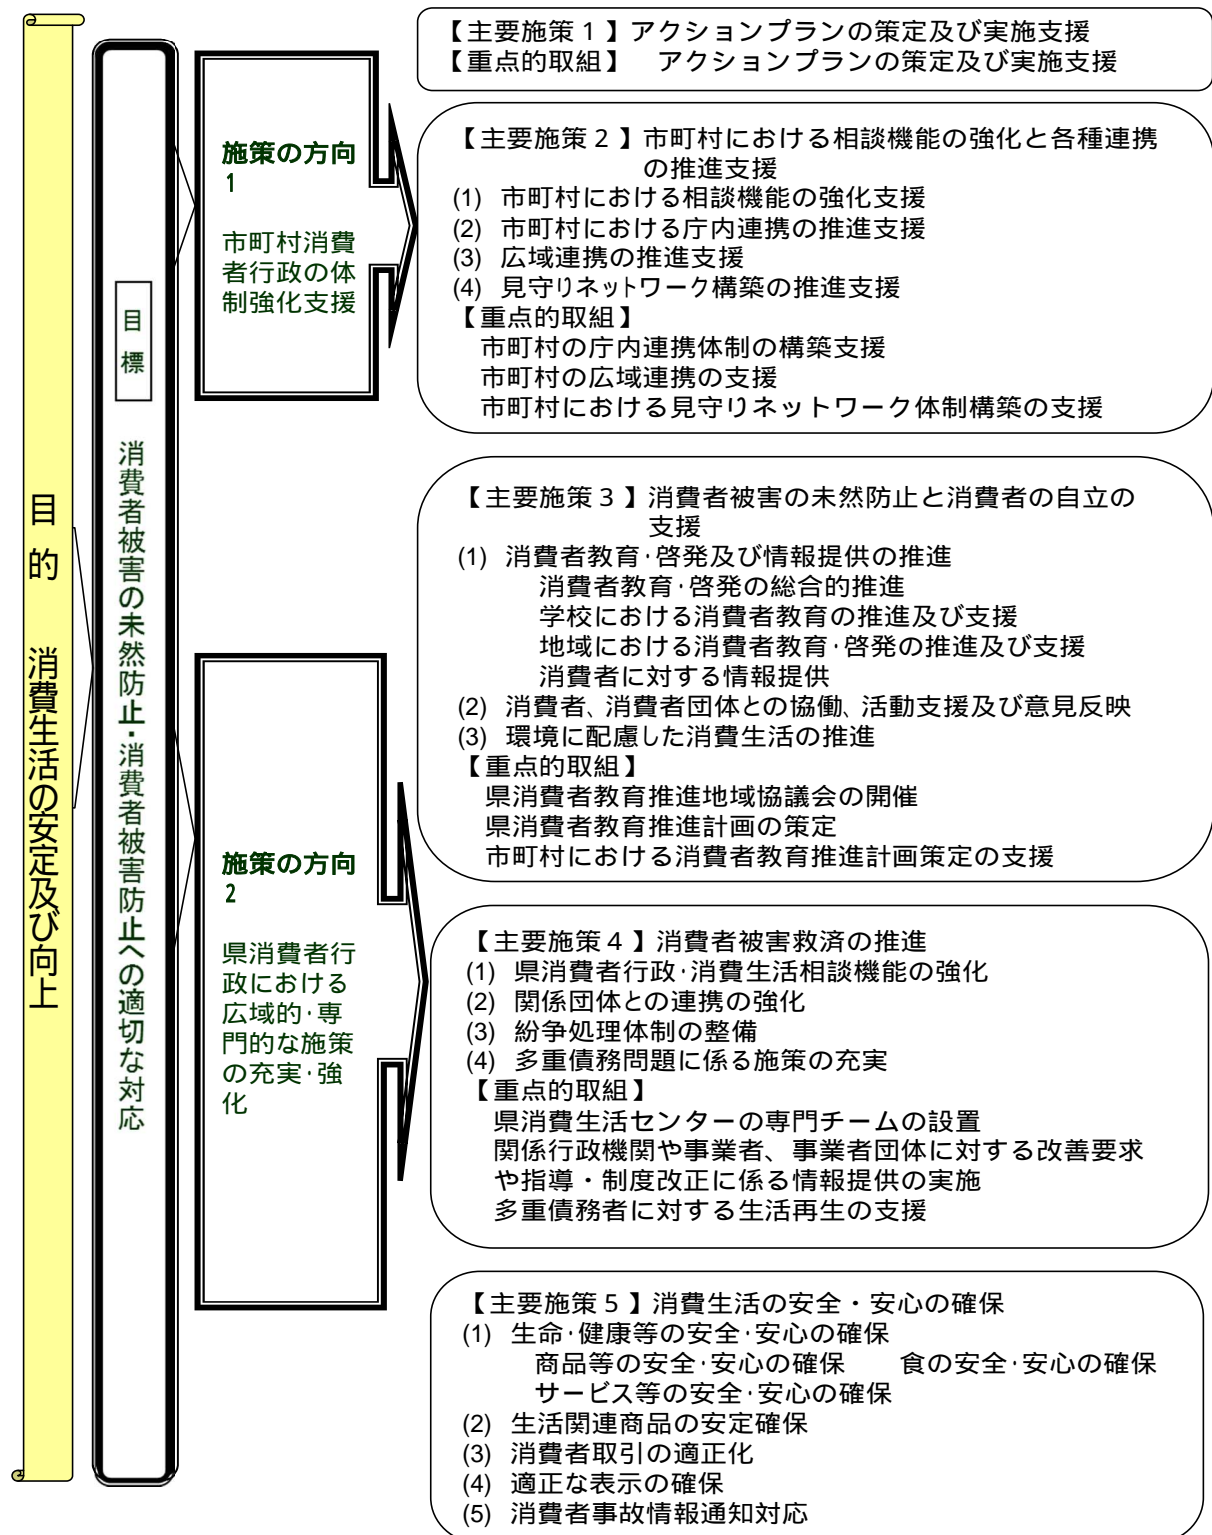 目的 消費生活の安定及び向上
目標
消費者被害の未然防止・消費者被害防止への適切な対応
施策の方向
1
市町村消費
者行政の体
制強化支援
【主要施策1】アクションプランの策定及び実施支援
【重点的取組】 アクションプランの策定及び実施支援
【主要施策2】市町村における相談機能の強化と各種連携
の推進支援
(1) 市町村における相談機能の強化支援
(2) 市町村における庁内連携の推進支援
(3) 広域連携の推進支援
(4) 見守りネットワーク構築の推進支援
【重点的取組】
市町村の庁内連携体制の構築支援
市町村の広域連携の支援
市町村における見守りネットワーク体制構築の支援
施策の方向
2
県消費者行
政における
広域的・専
門的な施策
の充実・強
化
【主要施策3】消費者被害の未然防止と消費者の自立の
支援
(1) 消費者教育・啓発及び情報提供の推進
消費者教育・啓発の総合的推進
学校における消費者教育の推進及び支援
地域における消費者教育・啓発の推進及び支援
消費者に対する情報提供
(2) 消費者、消費者団体との協働、活動支援及び意見反映
(3) 環境に配慮した消費生活の推進
【重点的取組】
県消費者教育推進地域協議会の開催
県消費者教育推進計画の策定
市町村における消費者教育推進計画策定の支援
【主要施策4】消費者被害救済の推進
(1) 県消費者行政・消費生活相談機能の強化
(2) 関係団体との連携の強化
(3) 紛争処理体制の整備
(4) 多重債務問題に係る施策の充実
【重点的取組】
県消費生活センターの専門チームの設置
関係行政機関や事業者、事業者団体に対する改善要求
や指導・制度改正に係る情報提供の実施
多重債務者に対する生活再生の支援
【主要施策5】消費生活の安全・安心の確保
(1) 生命・健康等の安全・安心の確保
商品等の安全・安心の確保 食の安全・安心の確保
サービス等の安全・安心の確保
(2) 生活関連商品の安定確保
(3) 消費者取引の適正化
(4) 適正な表示の確保
(5) 消費者事故情報通知対応